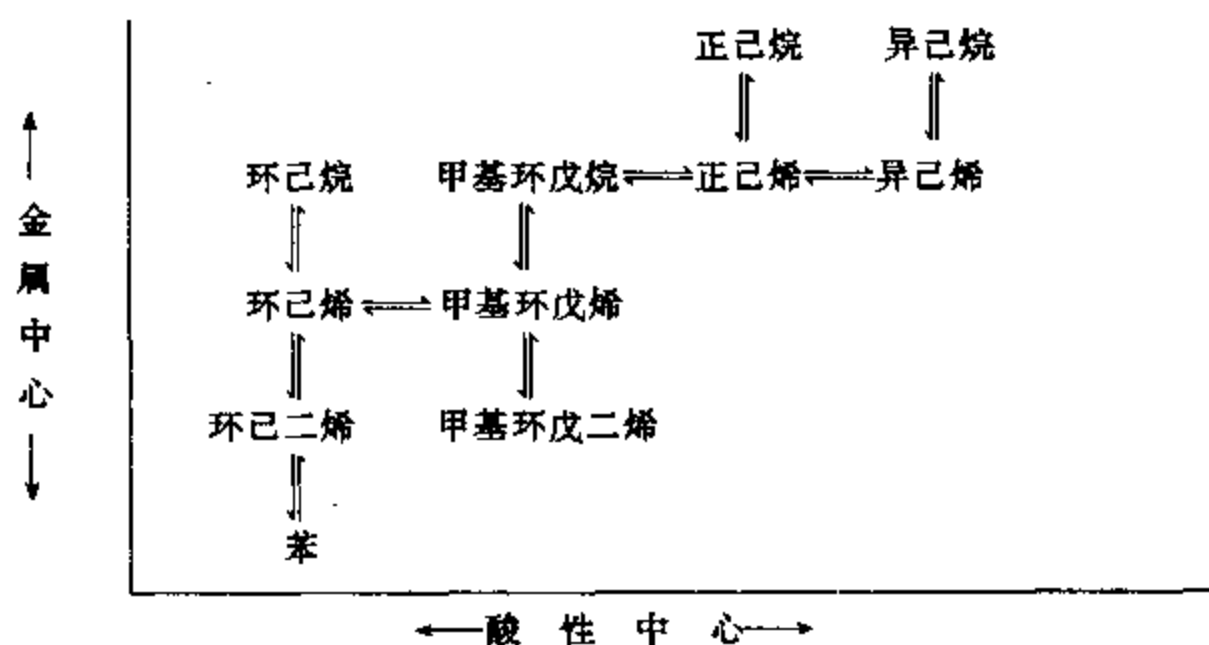 正己烷 异己烷
环己烷 甲基环戊烷 正己烯 异己烯
环己烯 甲基环戊烯
环己二烯 甲基环戊二烯
苯
金属中心
酸性中心